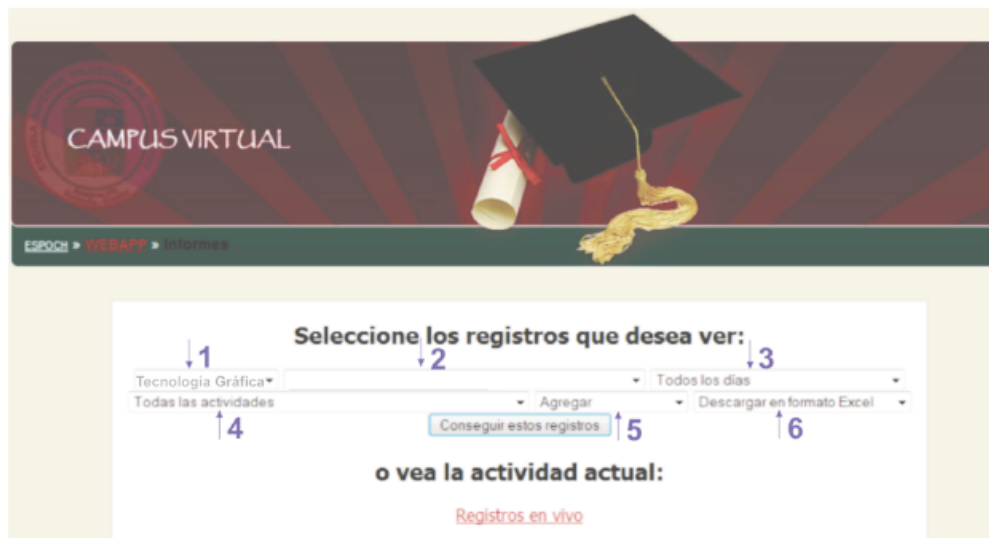 CAMPUS VIRTUAL
ESPOCH » WEBAPP » Informes
Seleccione los registros que desea ver:
1 2 3
Tecnología Gráfica Todos los días
Todas las actividades Agregar Descargar en formato Excel
4 Conseguir estos registros 5 6
o vea la actividad actual:
Registros en vivo